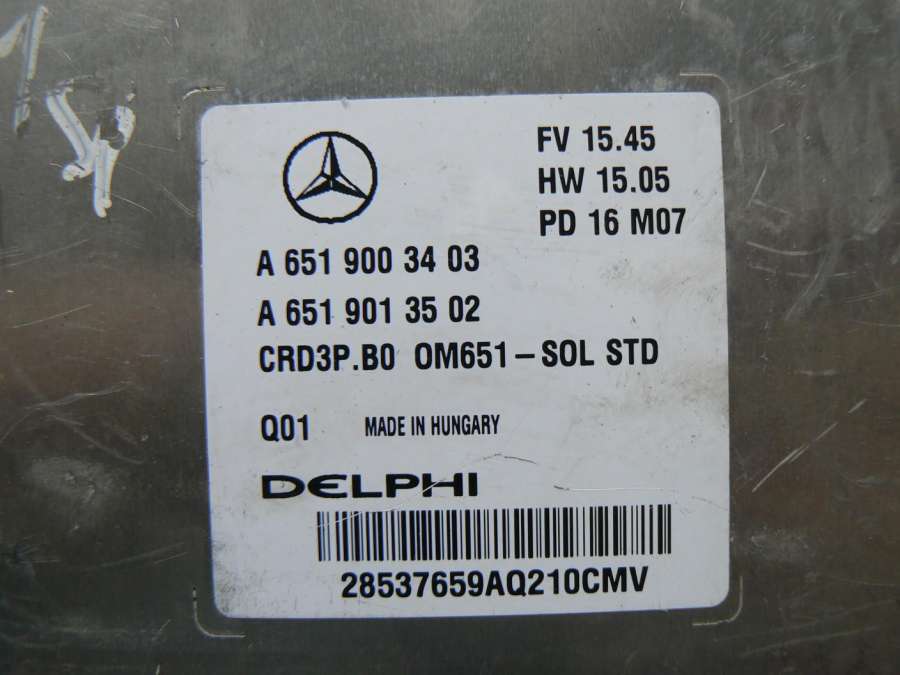 FV 15.45
HW 15.05
PD 16 M07
A 651 900 34 03
A 651 901 35 02
CRD3P.B0 OM651-SOL STD
Q01 MADE IN HUNGARY
DELPHI
28537659AQ210CMV